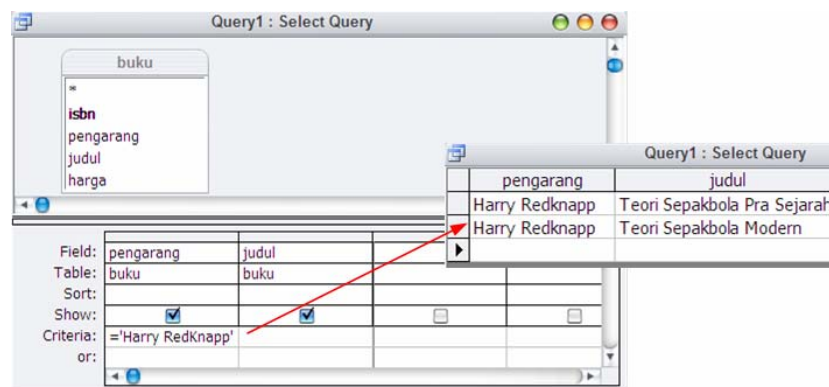 Query1 : Select Query
buku
*
isbn
pengarang
judul
harga
Query1 : Select Query
pengarang judul
Harry Redknapp Teori Sepakbola Pra Sejarah
Harry Redknapp Teori Sepakbola Modern
Field: pengarang judul
Table: buku buku
Sort:
Show:
Criteria: ='Harry RedKnapp'
or: